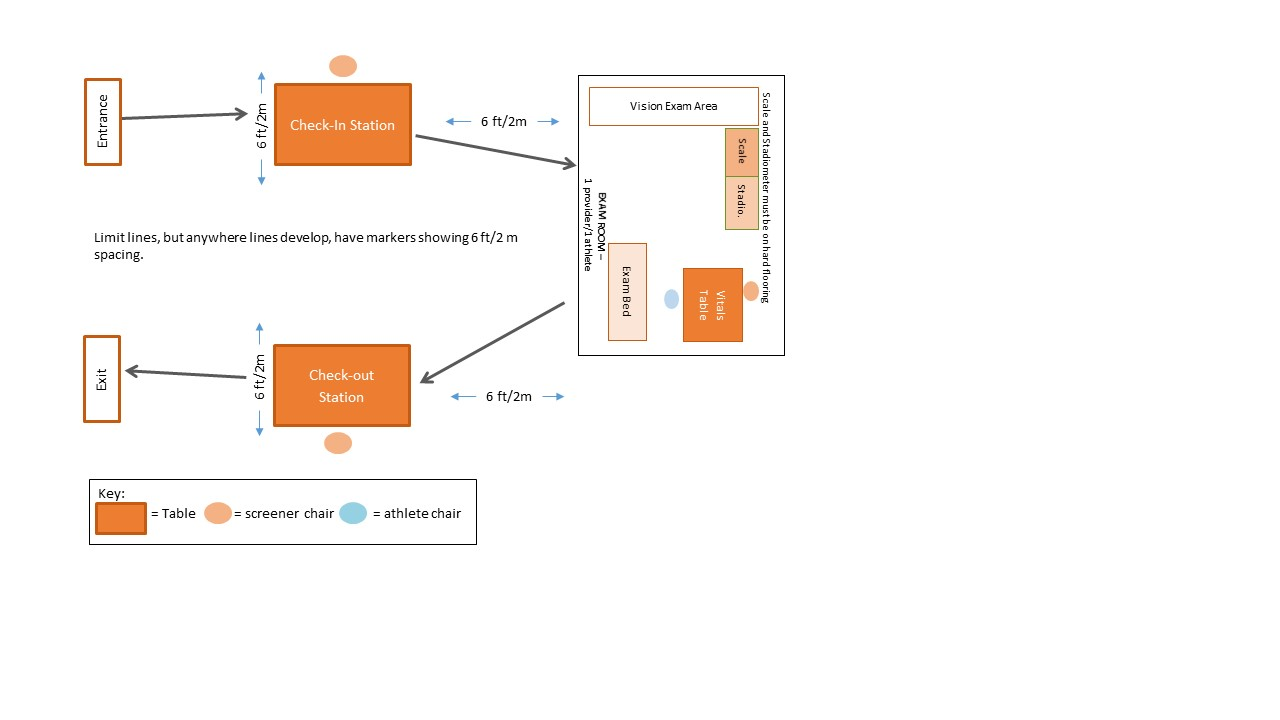 Entrance
6 ft/2m
Check-In Station
6 ft/2m
Vision Exam Area
Scale
Stadio.
Scale and Stadiometer must be on hard flooring
EXAM ROOM –
1 provider/1athlete
Exam Bed
Vitals
Table
Limit lines, but anywhere lines develop, have markers showing 6 ft/2 m
spacing.
Exit
6 ft/2m
Check-out
Station
6 ft/2m
Key:
= Table
= screener chair
= athlete chair